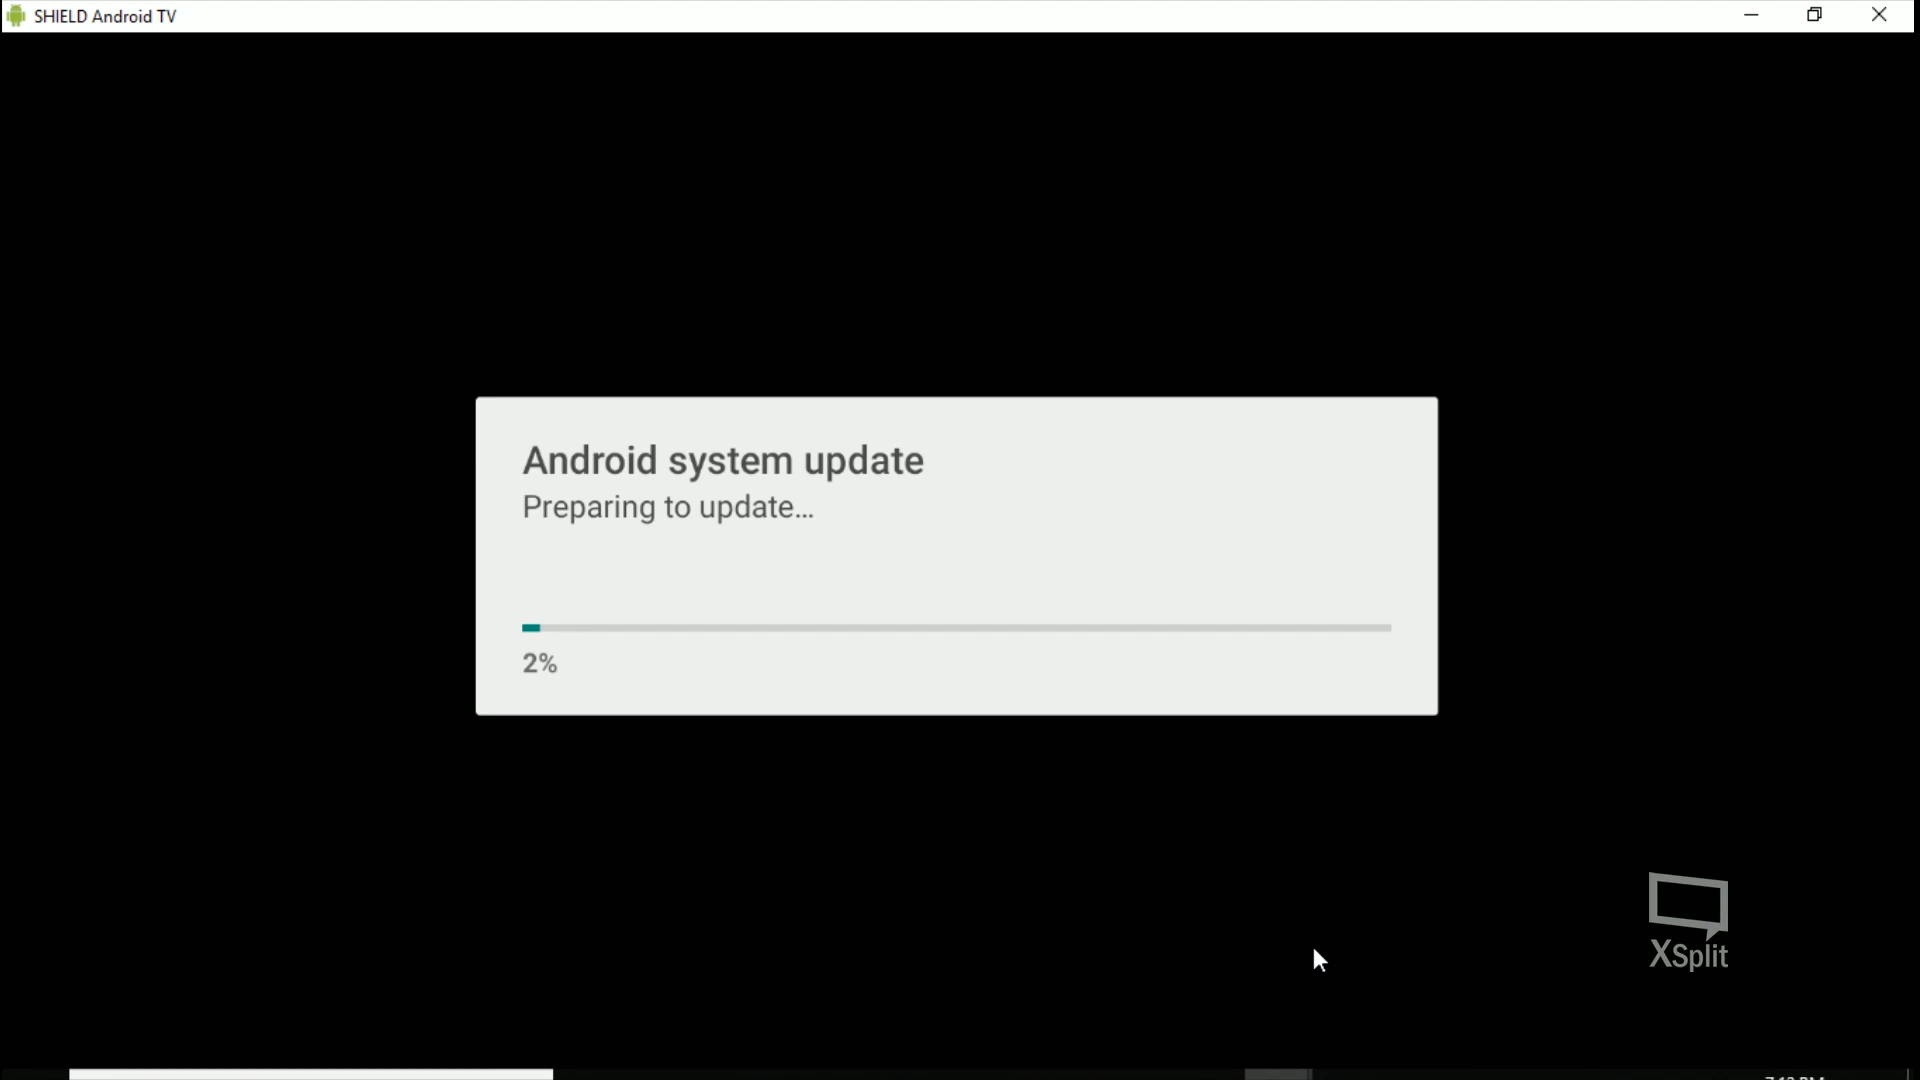 SHIELD Android TV
Android system update
Preparing to update...
2%
XSplit